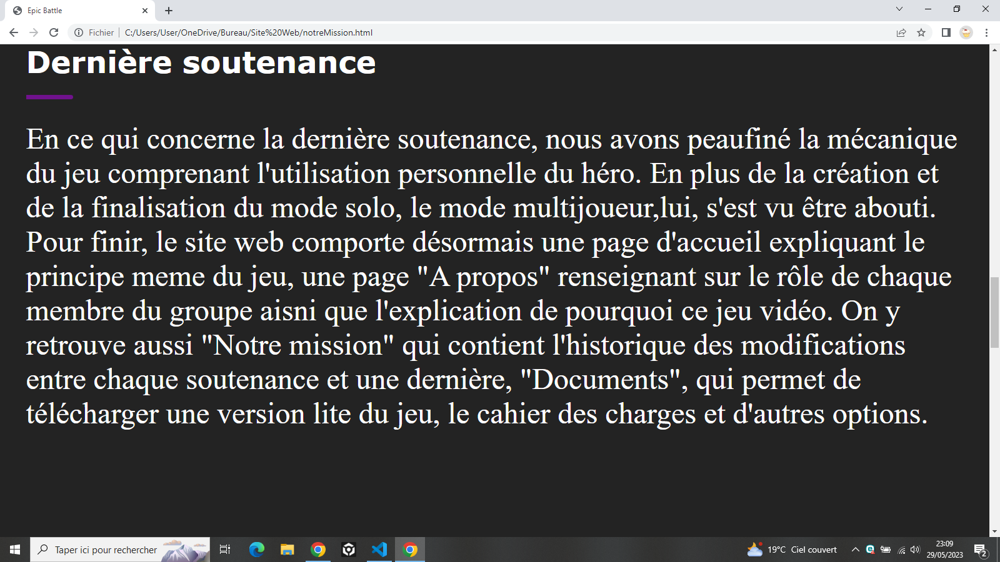 Epic Battle
Fichier
C:/Users/User/OneDrive/Bureau/Site%20Web/notreMission.html
Dernière soutenance
En ce qui concerne la dernière soutenance, nous avons peaufiné la mécanique
du jeu comprenant l'utilisation personnelle du héro. En plus de la création et
de la finalisation du mode solo, le mode multijoueur,lui, s'est vu être abouti.
Pour finir, le site web comporte désormais une page d'accueil expliquant le
principe meme du jeu, une page "A propos" renseignant sur le rôle de chaque
membre du groupe aisni que l'explication de pourquoi ce jeu vidéo. On y
retrouve aussi "Notre mission" qui contient l'historique des modifications
entre chaque soutenance et une dernière, "Documents", qui permet de
télécharger une version lite du jeu, le cahier des charges et d'autres options.
Taper ici pour rechercher
19°C Ciel couvert
23:09
29/05/2023
2